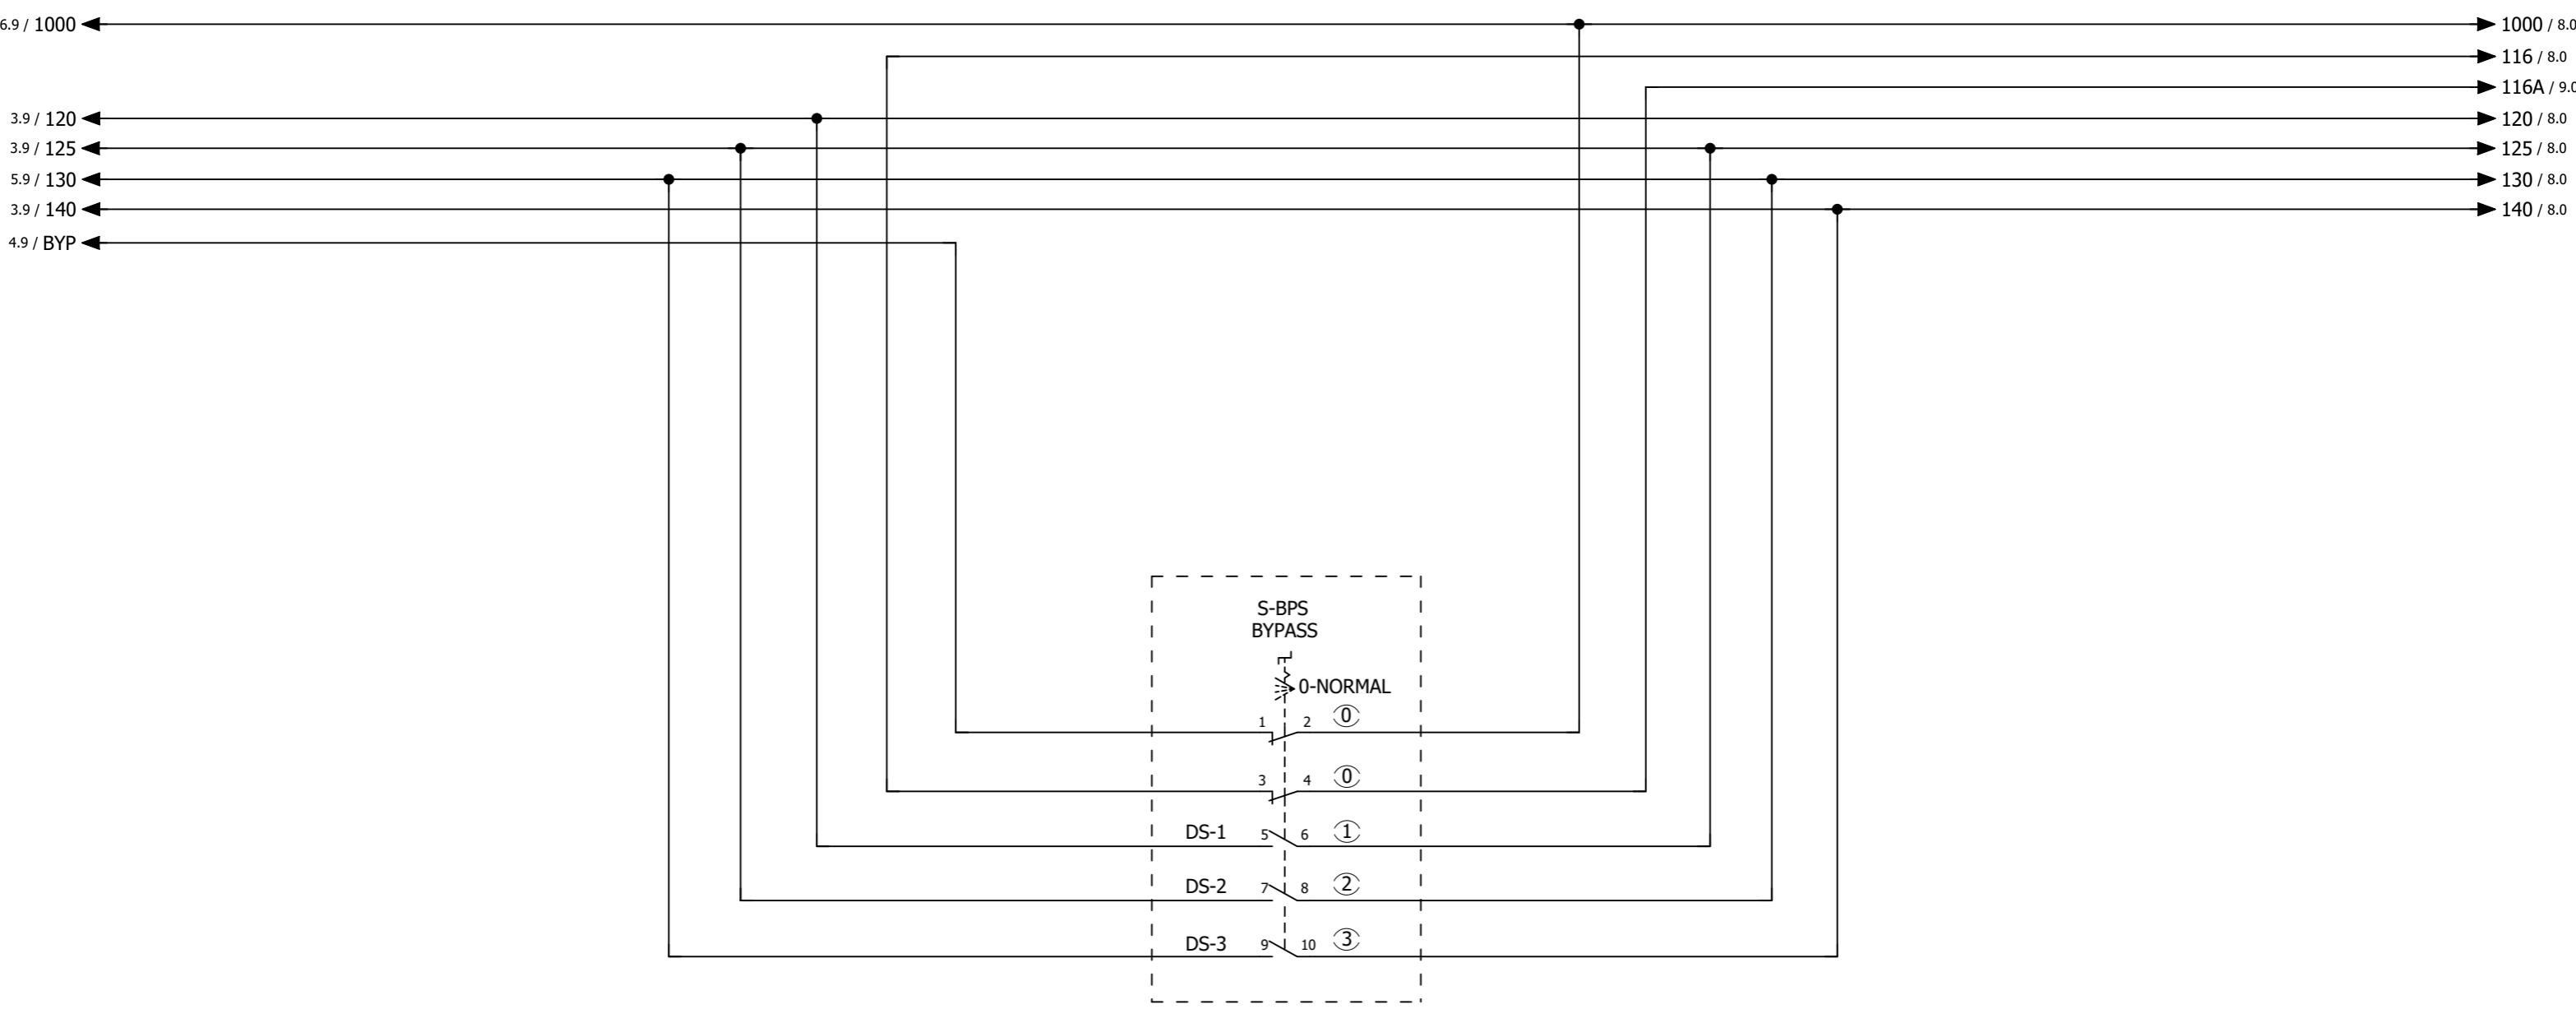 6.9 / 1000
1000 / 8.0
116 / 8.0
116A / 9.0
3.9 / 120
120 / 8.0
3.9 / 125
125 / 8.0
5.9 / 130
130 / 8.0
3.9 / 140
140 / 8.0
4.9 / BYP
S-BPS
BYPASS
0-NORMAL
1 2 0
3 4 0
DS-1 5 6 1
DS-2 7 8 2
DS-3 9 10 3